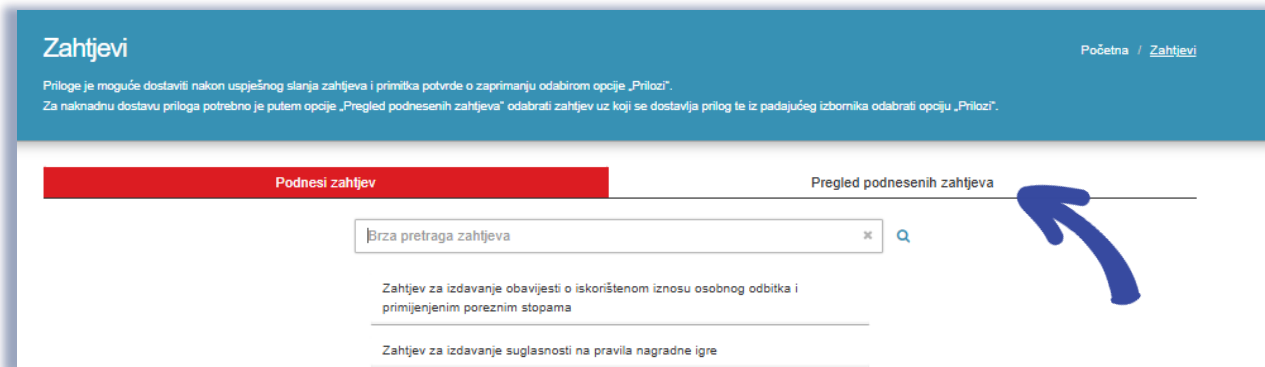 Zahtjevi
Početna / Zahtjevi
Priloge je moguće dostaviti nakon uspješnog slanja zahtjeva i primitka potvrde o zaprimanju odabirom opcije „Prilozi".
Za naknadnu dostavu priloga potrebno je putem opcije „Pregled podnesenih zahtjeva" odabrati zahtjev uz koji se dostavlja prilog te iz padajućeg izbornika odabrati opciju „Prilozi".
Podnesi zahtjev
Pregled podnesenih zahtjeva
Brza pretraga zahtjeva
Zahtjev za izdavanje obavijesti o iskorištenom iznosu osobnog odbitka i
primijenjenim poreznim stopama
Zahtjev za izdavanje suglasnosti na pravila nagradne igre